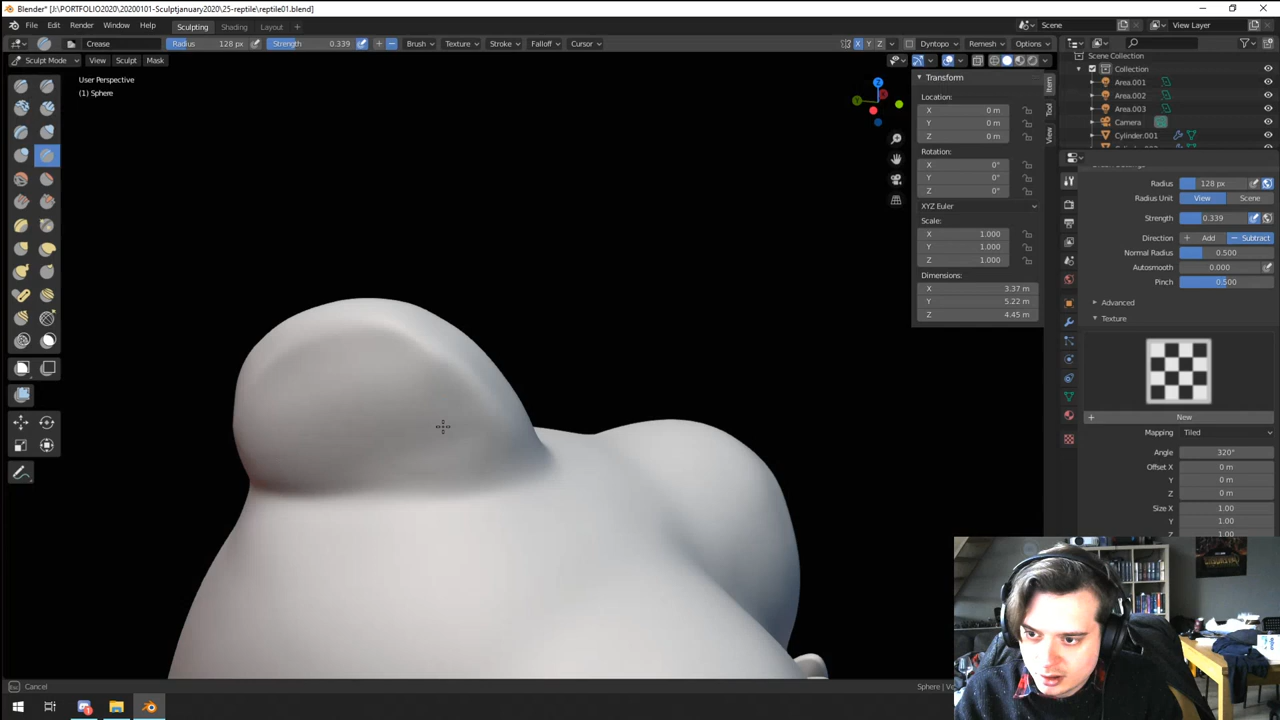 Blender* [J:\PORTFOLIO2020\20200101-Sculptjanuary2020\25-reptile\reptile01.blend]
File Edit Render Window Help Sculpting Shading Layout Scene View Layer
Crease Radius 128 px Strength 0.339 Brush Texture Stroke Falloff Cursor X Y Z Dyntopo Remesh Options
Sculpt Mode View Sculpt Mask
User Perspective
(1) Sphere
Z
Y
Transform
Location:
X 0 m
Y 0 m
Z 0 m
Rotation:
X 0°
Y 0°
Z 0°
XYZ Euler
Scale:
X 1.000
Y 1.000
Z 1.000
Dimensions:
X 3.37 m
Y 5.22 m
Z 4.45 m
Item
Tool
View
Scene Collection
Collection
Area.001
Area.002
Area.003
Camera
Cylinder.001
Radius 128 px
Radius Unit View Scene
Strength 0.339
Direction Add Subtract
Normal Radius 0.500
Autosmooth 0.000
Pinch 0.500
Advanced
Texture
New
Mapping Tiled
Angle 320°
Offset X 0 m
Y 0 m
Z 0 m
Size X 1.00
Y 1.00
Z 1.00
Cancel